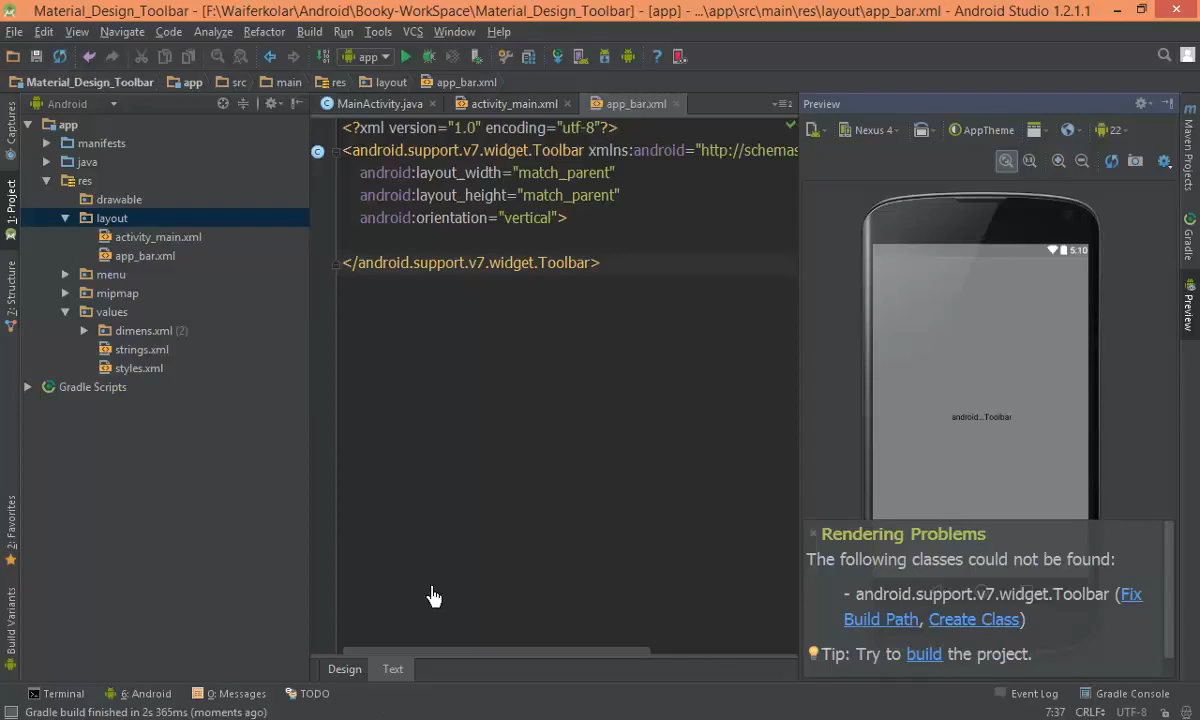 Material_Design_Toolbar - [F:\Waiferkolar\Android\Booky-WorkSpace\Material_Design_Toolbar] - [app] - ...\app\src\main\res\layout\app_bar.xml - Android Studio 1.2.1.1
File Edit View Navigate Code Analyze Refactor Build Run Tools VCS Window Help
app
Material_Design_Toolbar app src main res layout app_bar.xml
Android
MainActivity.java activity_main.xml app_bar.xml
Preview
Nexus 4 AppTheme 22
Captures
1: Project
7: Structure
2: Favorites
Build Variants
app
manifests
java
res
drawable
layout
activity_main.xml
app_bar.xml
menu
mipmap
values
dimens.xml (2)
strings.xml
styles.xml
Gradle Scripts
<?xml version="1.0" encoding="utf-8"?>
<android.support.v7.widget.Toolbar xmlns:android="http://schemas
android:layout_width="match_parent"
android:layout_height="match_parent"
android:orientation="vertical">
</android.support.v7.widget.Toolbar>
5:10
android...Toolbar
Rendering Problems
The following classes could not be found:
- android.support.v7.widget.Toolbar (Fix
Build Path, Create Class)
Tip: Try to build the project.
Maven Projects
Gradle
Preview
Design Text
Terminal 6: Android 0: Messages TODO
Event Log Gradle Console
Gradle build finished in 2s 365ms (moments ago)
7:37 CRLF UTF-8